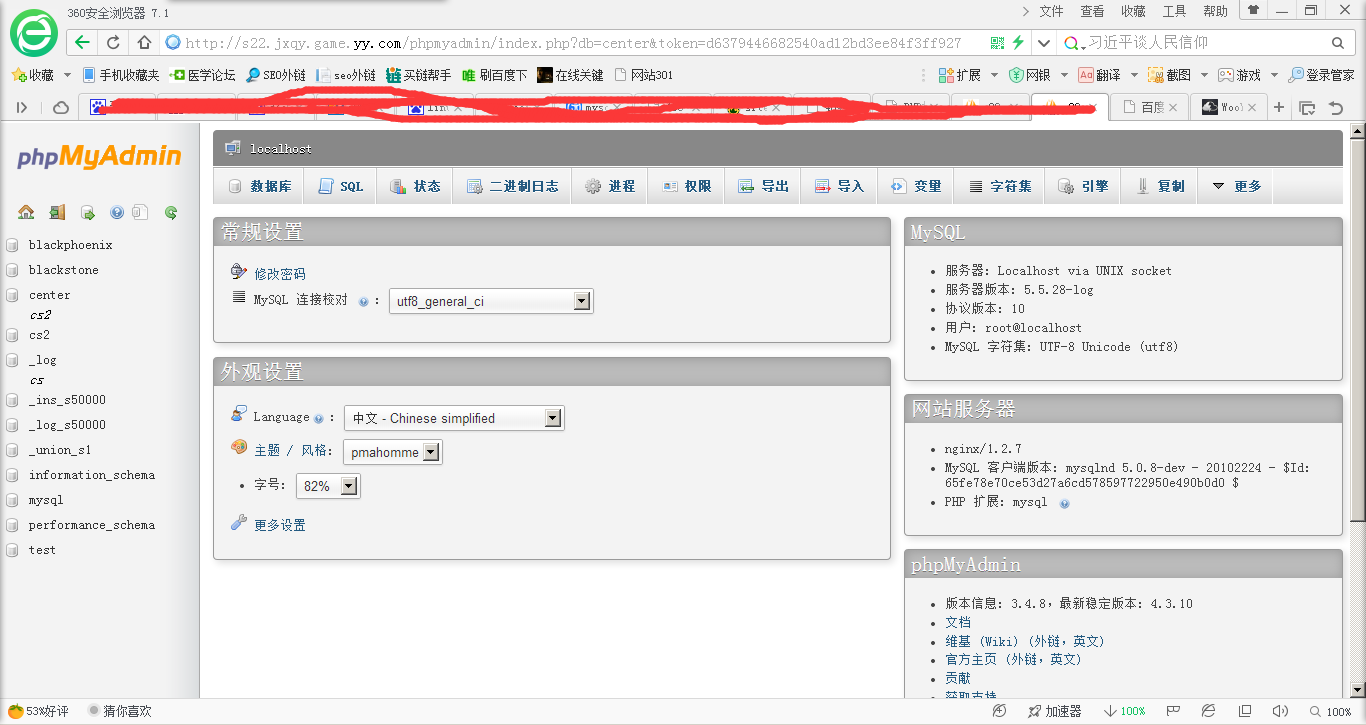 360安全浏览器 7.1
文件 查看 收藏 工具 帮助
http://s22.jxqy.game.yy.com/phpmyadmin/index.php?db=center&token=d6379446682540ad12bd3ee84f3ff927
习近平谈人民信仰
收藏 手机收藏夹 医学论坛 SEO外链 seo外链 买链帮手 刷百度下 在线关键 网站301 扩展 网银 翻译 截图 游戏 登录管家
百度 Wool
phpMyAdmin
localhost
数据库 SQL 状态 二进制日志 进程 权限 导出 导入 变量 字符集 引擎 复制 更多
blackphoenix
blackstone
center
cs2
cs2
_log
cs
_ins_s50000
_log_s50000
_union_s1
information_schema
mysql
performance_schema
test
常规设置
修改密码
MySQL 连接校对 : utf8_general_ci
外观设置
Language : 中文 - Chinese simplified
主题 / 风格: pmahomme
字号: 82%
更多设置
MySQL
服务器: Localhost via UNIX socket
服务器版本: 5.5.28-log
协议版本: 10
用户: root@localhost
MySQL 字符集: UTF-8 Unicode (utf8)
网站服务器
nginx/1.2.7
MySQL 客户端版本: mysqlnd 5.0.8-dev - 20102224 - $Id:
65fe78e70ce53d27a6cd578597722950e490b0d0 $
PHP 扩展: mysql
phpMyAdmin
版本信息: 3.4.8, 最新稳定版本: 4.3.10
文档
维基 (Wiki) (外链, 英文)
官方主页 (外链, 英文)
贡献
获取支持
53%好评 猜你喜欢 加速器 100% 100%